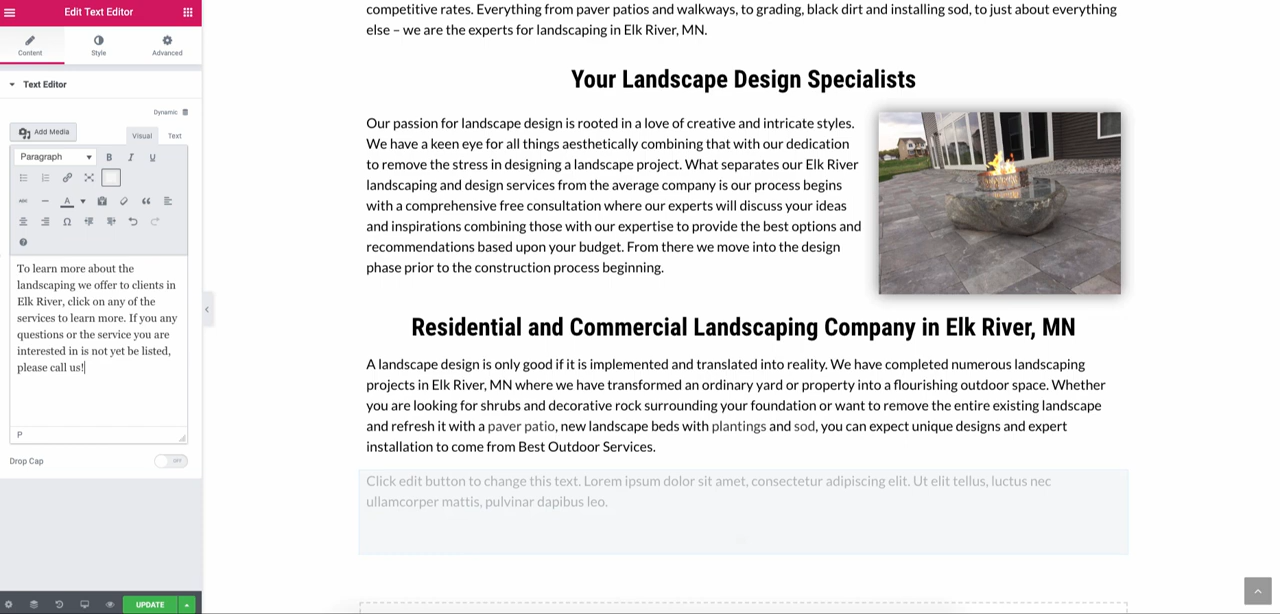 Edit Text Editor
Content
Style
Advanced
Text Editor
Dynamic
Add Media
Visual
Text
Paragraph
B
I
U
ABC
A
Ω
To learn more about the
landscaping we offer to clients in
Elk River, click on any of the
services to learn more. If you any
questions or the service you are
interested in is not yet be listed,
please call us!
P
Drop Cap
OFF
UPDATE
competitive rates. Everything from paver patios and walkways, to grading, black dirt and installing sod, to just about everything
else – we are the experts for landscaping in Elk River, MN.
Your Landscape Design Specialists
Our passion for landscape design is rooted in a love of creative and intricate styles.
We have a keen eye for all things aesthetically combining that with our dedication
to remove the stress in designing a landscape project. What separates our Elk River
landscaping and design services from the average company is our process begins
with a comprehensive free consultation where our experts will discuss your ideas
and inspirations combining those with our expertise to provide the best options and
recommendations based upon your budget. From there we move into the design
phase prior to the construction process beginning.
Residential and Commercial Landscaping Company in Elk River, MN
A landscape design is only good if it is implemented and translated into reality. We have completed numerous landscaping
projects in Elk River, MN where we have transformed an ordinary yard or property into a flourishing outdoor space. Whether
you are looking for shrubs and decorative rock surrounding your foundation or want to remove the entire existing landscape
and refresh it with a paver patio, new landscape beds with plantings and sod, you can expect unique designs and expert
installation to come from Best Outdoor Services.
Click edit button to change this text. Lorem ipsum dolor sit amet, consectetur adipiscing elit. Ut elit tellus, luctus nec
ullamcorper mattis, pulvinar dapibus leo.